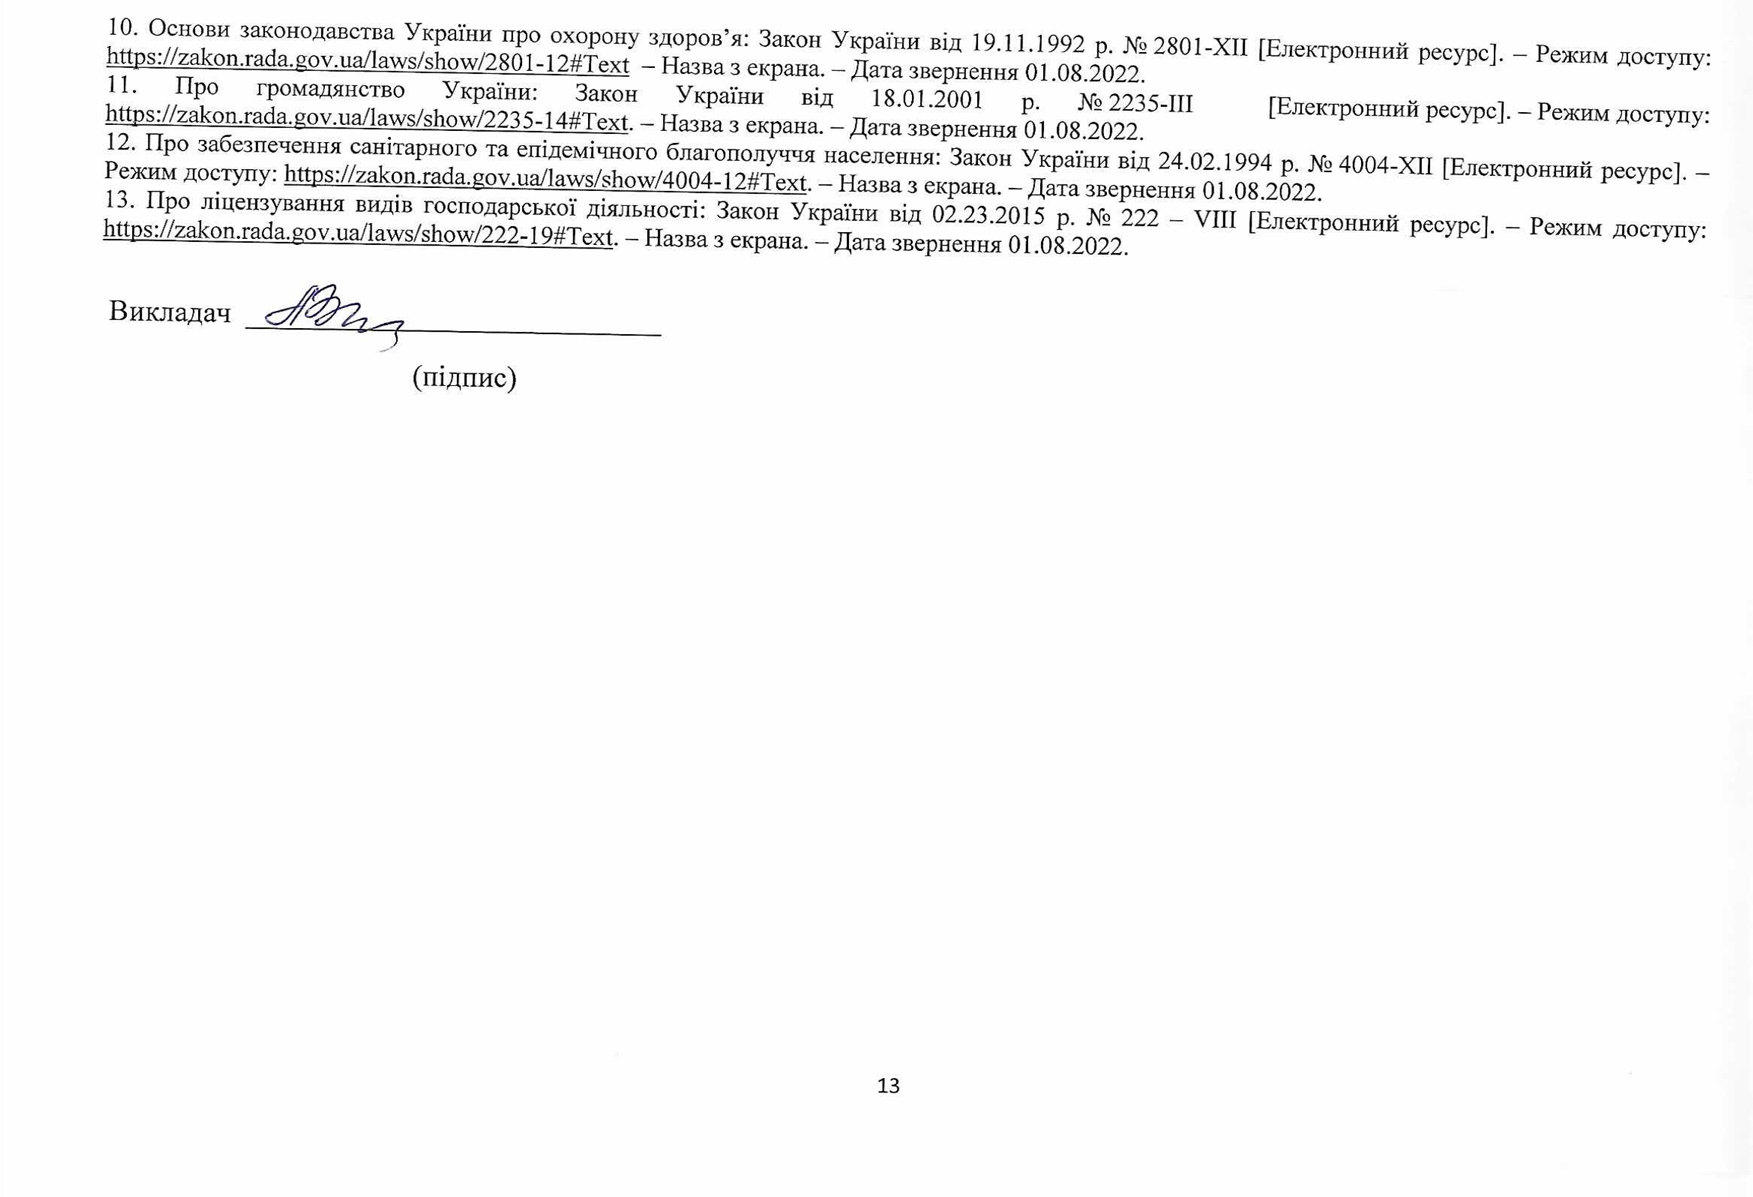 10. Основи законодавства України про охорону здоров’я: Закон України від 19.11.1992 р. № 2801-XII [Електронний ресурс]. – Режим доступу:
https://zakon.rada.gov.ua/laws/show/2801-12#Text – Назва з екрана. – Дата звернення 01.08.2022.
11. Про громадянство України: Закон України від 18.01.2001 р. № 2235-III [Електронний ресурс]. – Режим доступу:
https://zakon.rada.gov.ua/laws/show/2235-14#Text. – Назва з екрана. – Дата звернення 01.08.2022.
12. Про забезпечення санітарного та епідемічного благополуччя населення: Закон України від 24.02.1994 р. № 4004-XII [Електронний ресурс]. –
Режим доступу: https://zakon.rada.gov.ua/laws/show/4004-12#Text. – Назва з екрана. – Дата звернення 01.08.2022.
13. Про ліцензування видів господарської діяльності: Закон України від 02.23.2015 р. № 222 – VIII [Електронний ресурс]. – Режим доступу:
https://zakon.rada.gov.ua/laws/show/222-19#Text. – Назва з екрана. – Дата звернення 01.08.2022.
Викладач
(підпис)
13